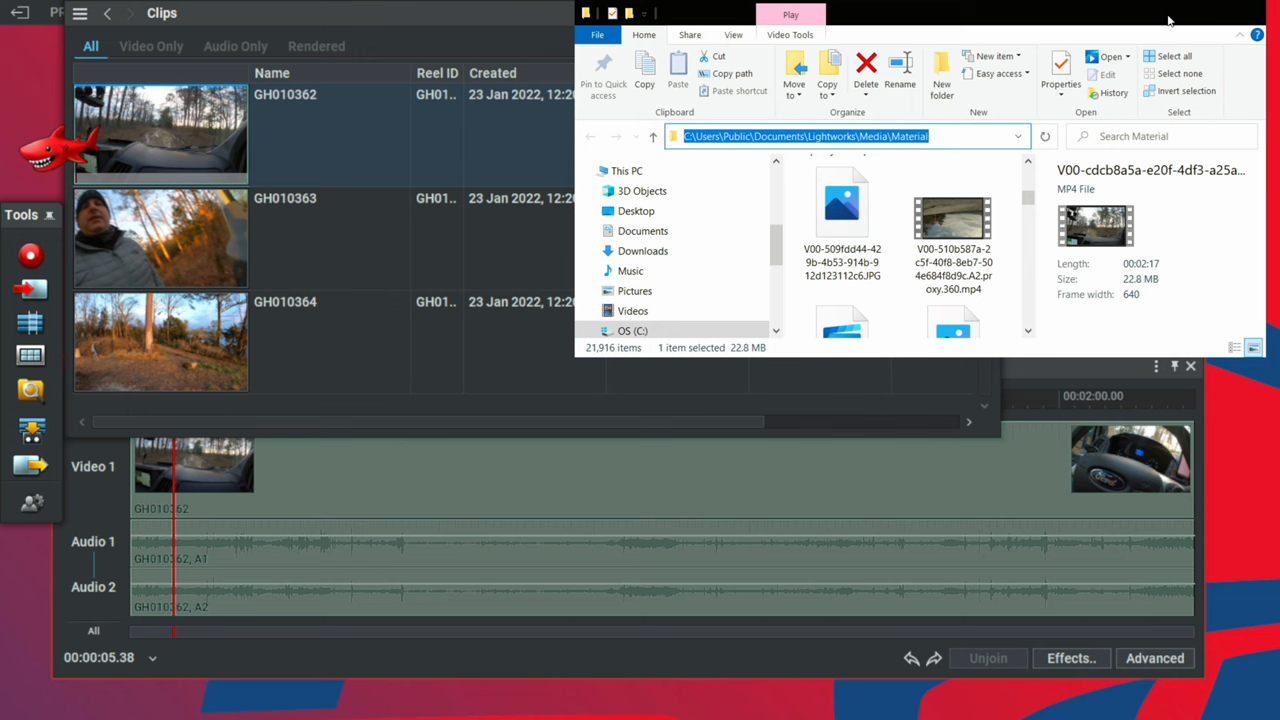 PR
Clips
All Video Only Audio Only Rendered
Name Reel ID Created
GH010362 GH01.. 23 Jan 2022, 12:20
GH010363 GH01.. 23 Jan 2022, 12:20
GH010364 GH01.. 23 Jan 2022, 12:20
Tools
Play
File Home Share View Video Tools
Pin to Quick access
Copy
Paste
Cut
Copy path
Paste shortcut
Clipboard
Move to
Copy to
Delete
Rename
Organize
New folder
New item
Easy access
New
Properties
Open
Edit
History
Open
Select all
Select none
Invert selection
Select
C:\Users\Public\Documents\Lightworks\Media\Material
Search Material
This PC
3D Objects
Desktop
Documents
Downloads
Music
Pictures
Videos
OS (C:)
V00-509fdd44-42
9b-4b53-914b-9
12d123112c6.JPG
V00-510b587a-2
c5f-40f8-8eb7-50
4e684f8d9c.A2.pr
oxy.360.mp4
V00-cdcb8a5a-e20f-4df3-a25a...
MP4 File
Length: 00:02:17
Size: 22.8 MB
Frame width: 640
21,916 items 1 item selected 22.8 MB
00:02:00.00
Video 1
GH010362
Audio 1
GH010362, A1
Audio 2
GH010362, A2
All
00:00:05.38
Unjoin Effects.. Advanced